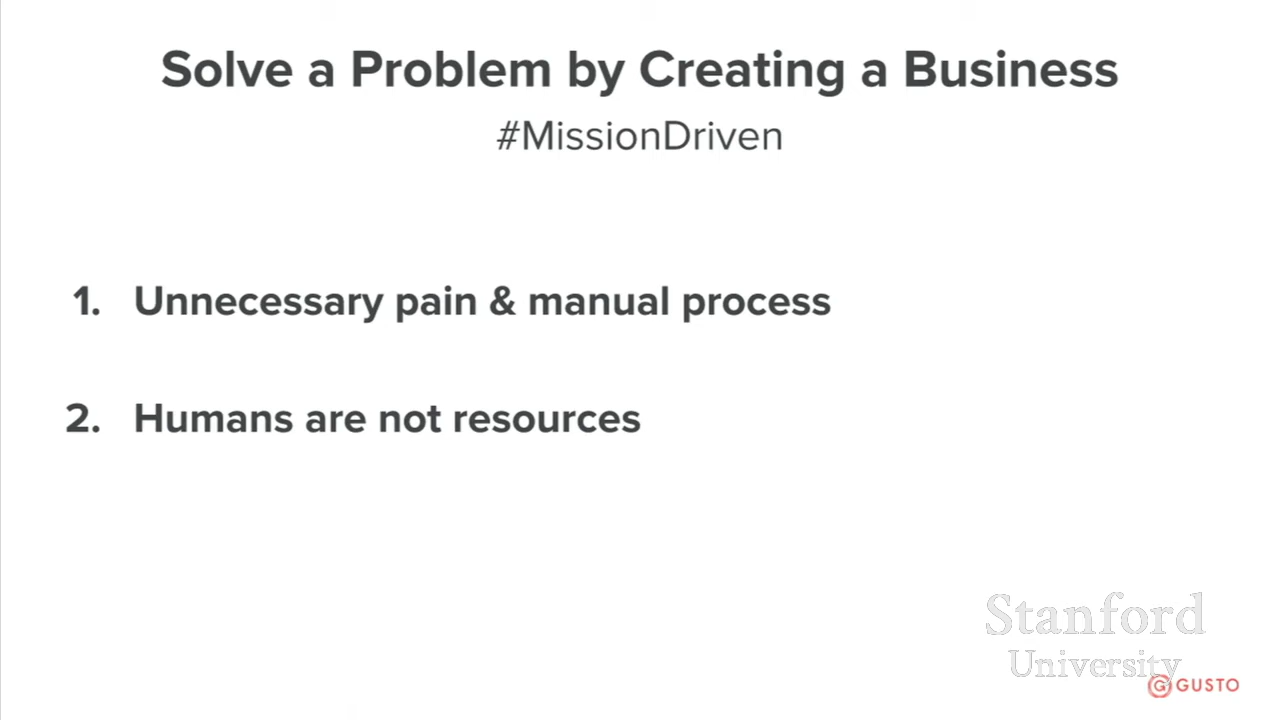 Solve a Problem by Creating a Business
#MissionDriven
1. Unnecessary pain & manual process
2. Humans are not resources
Stanford
University
G GUSTO